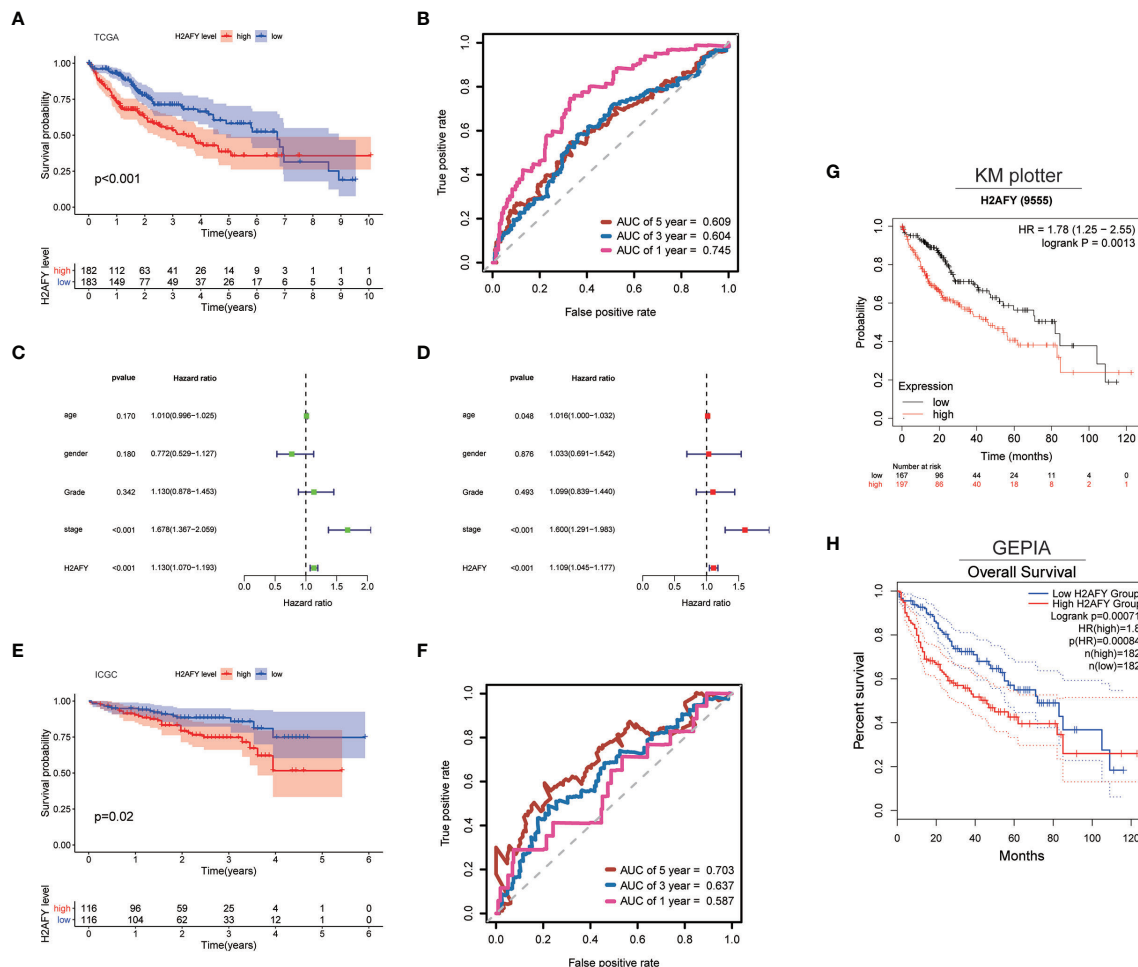 A
TCGA
H2AFY level high low
Survival probability
1.00
0.75
0.50
0.25
0.00
p<0.001
0 1 2 3 4 5 6 7 8 9 10
Time(years)
H2AFY level
high 182 112 63 41 26 14 9 3 1 1 1
low 183 149 77 49 37 26 17 6 5 3 0
0 1 2 3 4 5 6 7 8 9 10
Time(years)
B
True positive rate
1.0
0.8
0.6
0.4
0.2
0.0
AUC of 5 year = 0.609
AUC of 3 year = 0.604
AUC of 1 year = 0.745
0.0 0.2 0.4 0.6 0.8 1.0
False positive rate
C
pvalue Hazard ratio
age 0.170 1.010(0.996−1.025)
gender 0.180 0.772(0.529−1.127)
Grade 0.342 1.130(0.878−1.453)
stage <0.001 1.678(1.367−2.059)
H2AFY <0.001 1.130(1.070−1.193)
0.0 0.5 1.0 1.5 2.0
Hazard ratio
D
pvalue Hazard ratio
age 0.048 1.016(1.000−1.032)
gender 0.876 1.033(0.691−1.542)
Grade 0.493 1.099(0.839−1.440)
stage <0.001 1.600(1.291−1.983)
H2AFY <0.001 1.109(1.045−1.177)
0.0 0.5 1.0 1.5
Hazard ratio
E
ICGC
H2AFY level high low
Survival probability
1.00
0.75
0.50
0.25
0.00
p=0.02
0 1 2 3 4 5 6
Time(years)
H2AFY level
high 116 96 59 25 4 1 0
low 116 104 62 33 12 1 0
0 1 2 3 4 5 6
Time(years)
F
True positive rate
1.0
0.8
0.6
0.4
0.2
0.0
AUC of 5 year = 0.703
AUC of 3 year = 0.637
AUC of 1 year = 0.587
0.0 0.2 0.4 0.6 0.8 1.0
False positive rate
G
KM plotter
H2AFY (9555)
HR = 1.78 (1.25 − 2.55)
logrank P = 0.0013
Probability
1.0
0.8
0.6
0.4
0.2
0.0
Expression
low
high
0 20 40 60 80 100 120
Time (months)
Number at risk
low 167 96 44 24 11 4 0
high 197 86 40 18 8 2 1
H
GEPIA
Overall Survival
Low H2AFY Group
High H2AFY Group
Logrank p=0.00071
HR(high)=1.8
p(HR)=0.00084
n(high)=182
n(low)=182
Percent survival
1.0
0.8
0.6
0.4
0.2
0.0
0 20 40 60 80 100 120
Months